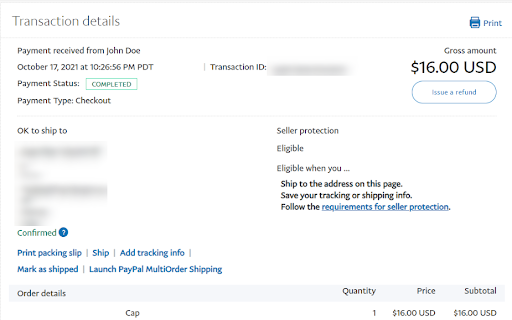 Transaction details
Print
Payment received from John Doe
Gross amount
October 17, 2021 at 10:26:56 PM PDT | Transaction ID:
$16.00 USD
Payment Status: COMPLETED
Issue a refund
Payment Type: Checkout
OK to ship to
Seller protection
Eligible
Eligible when you ...
Ship to the address on this page.
Save your tracking or shipping info.
Follow the requirements for seller protection.
Confirmed ?
Print packing slip | Ship | Add tracking info |
Mark as shipped | Launch PayPal MultiOrder Shipping
Order details Quantity Price Subtotal
Cap 1 $16.00 USD $16.00 USD